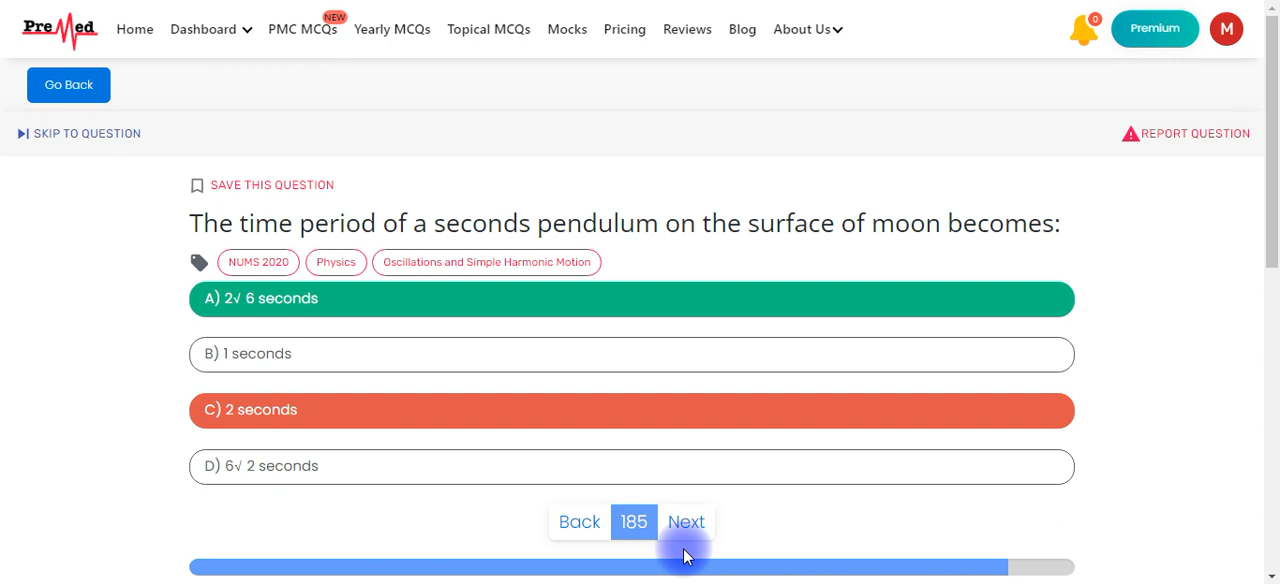 Pre Med
Home Dashboard PMC MCQs NEW Yearly MCQs Topical MCQs Mocks Pricing Reviews Blog About Us 0 Premium M
Go Back
SKIP TO QUESTION REPORT QUESTION
SAVE THIS QUESTION
The time period of a seconds pendulum on the surface of moon becomes:
NUMS 2020 Physics Oscillations and Simple Harmonic Motion
A) 2√ 6 seconds
B) 1 seconds
C) 2 seconds
D) 6√ 2 seconds
Back 185 Next